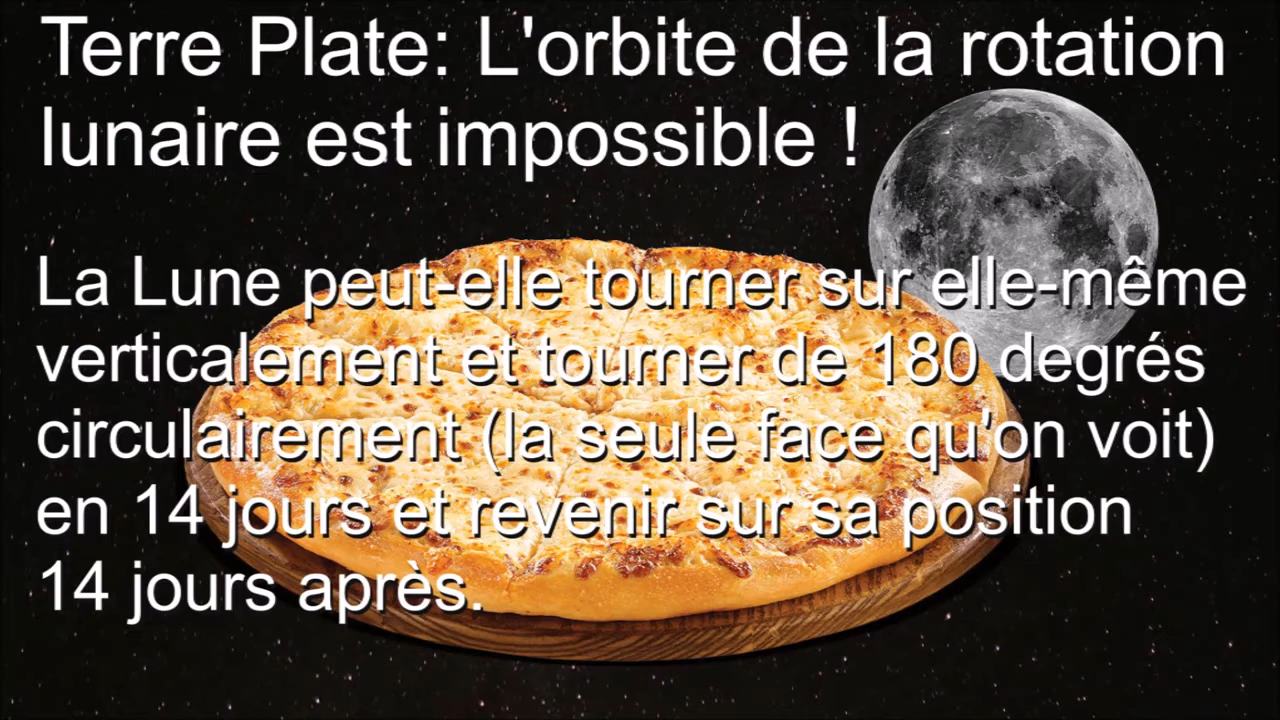 Terre Plate: L'orbite de la rotation
lunaire est impossible !
La Lune peut-elle tourner sur elle-même
verticalement et tourner de 180 degrés
circulairement (la seule face qu'on voit)
en 14 jours et revenir sur sa position
14 jours après.